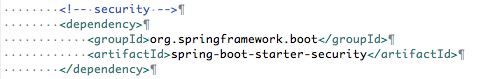 <!-- security -->
<dependency>
<groupId>org.springframework.boot</groupId>
<artifactId>spring-boot-starter-security</artifactId>
</dependency>